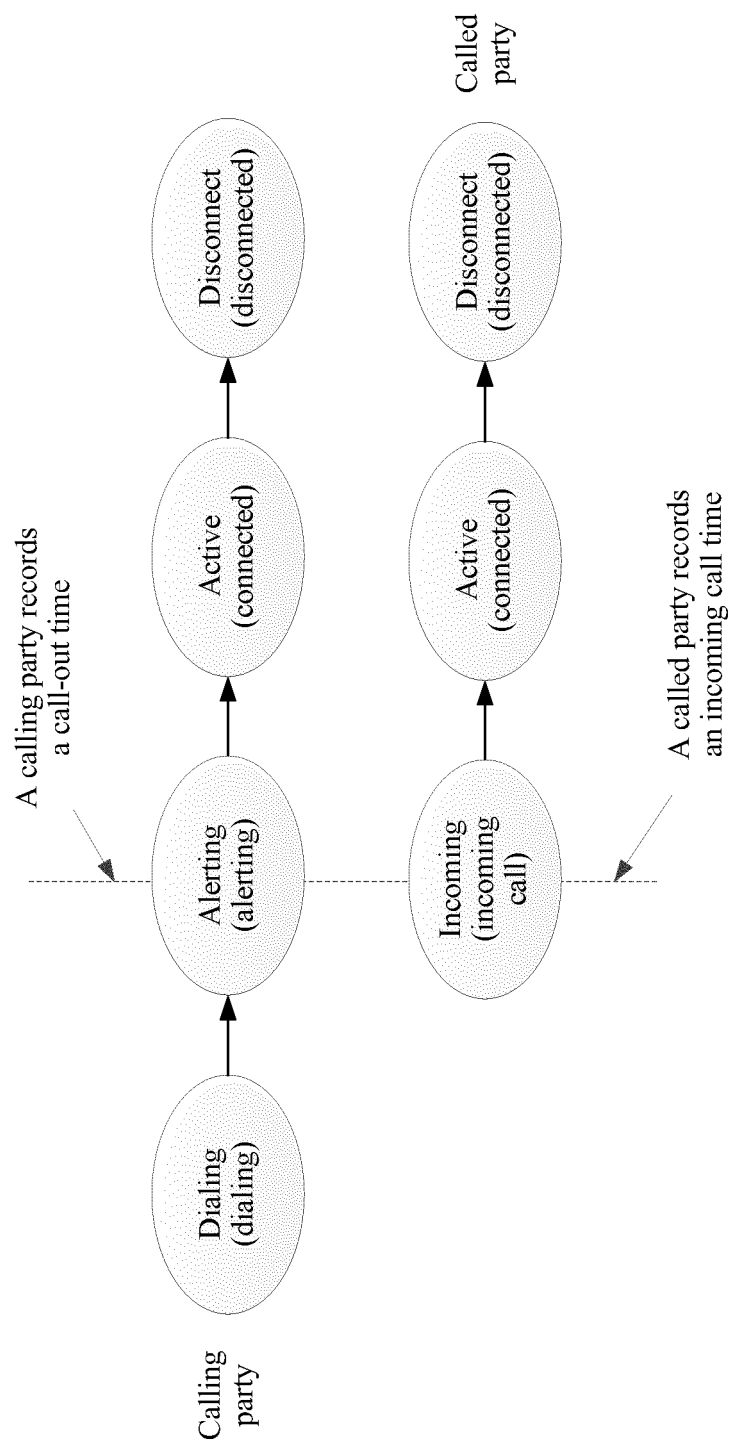 A calling party records
a call-out time
Calling
party
Dialing
(dialing)
Alerting
(alerting)
Active
(connected)
Disconnect
(disconnected)
Incoming
(incoming
call)
Active
(connected)
Disconnect
(disconnected)
Called
party
A called party records
an incoming call time